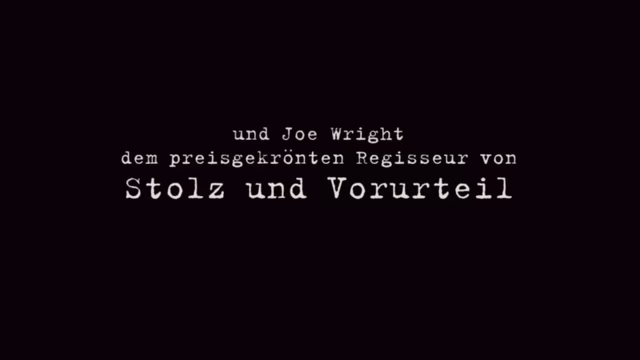 und Joe Wright
dem preisgekrönten Regisseur von
Stolz und Vorurteil